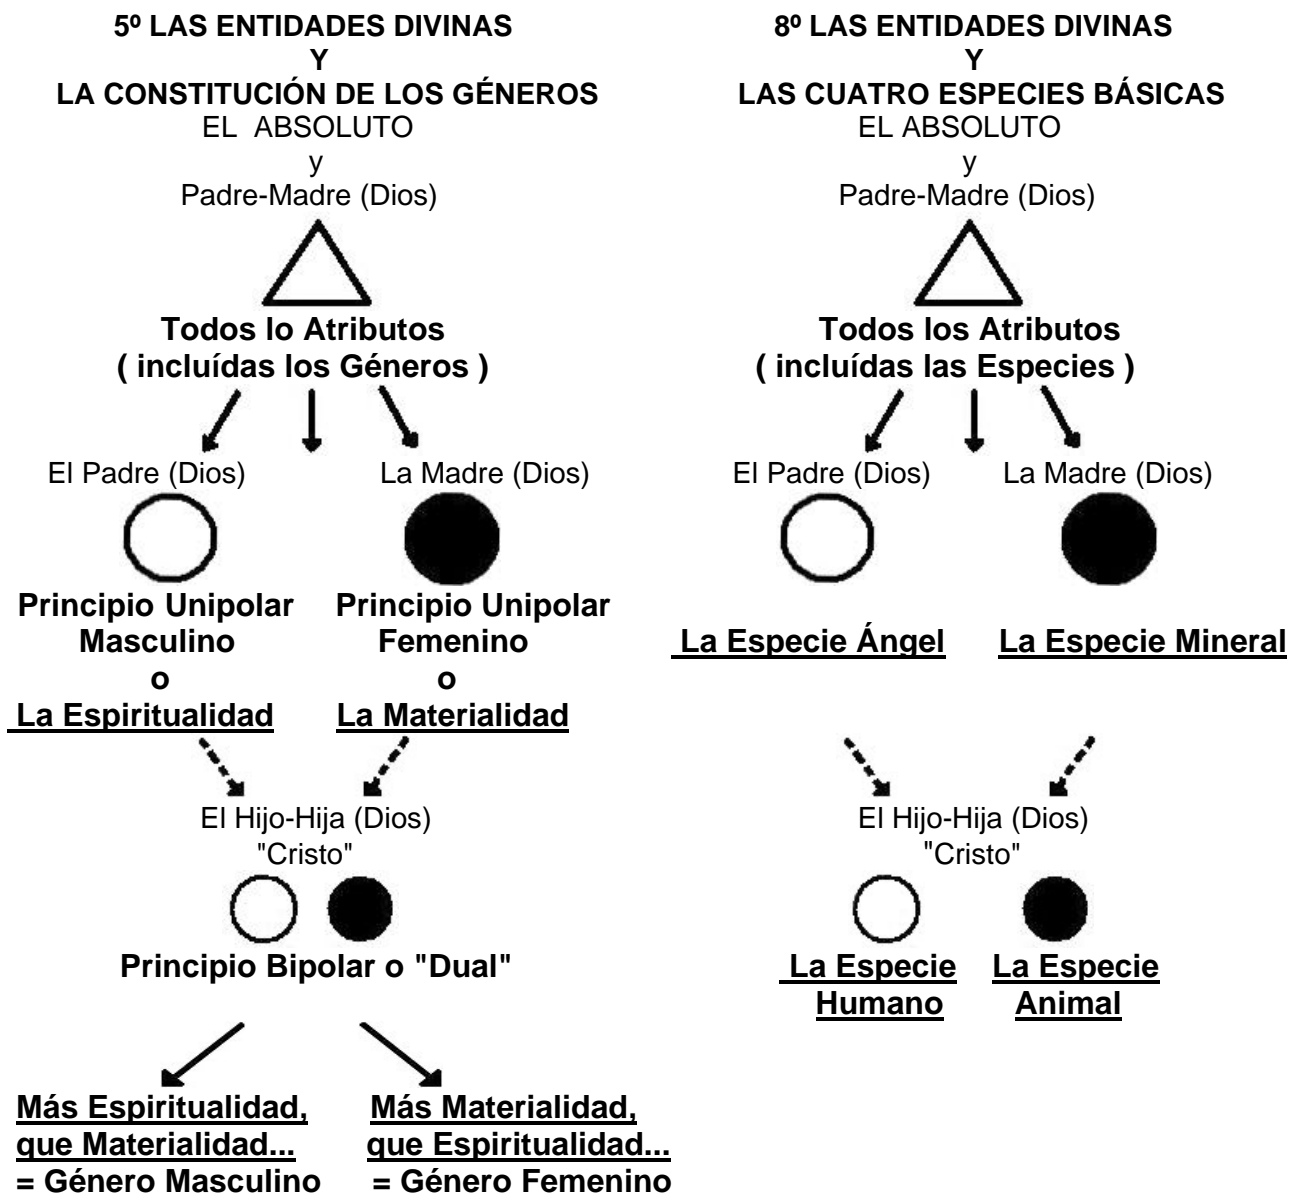 5º LAS ENTIDADES DIVINAS
Y
LA CONSTITUCIÓN DE LOS GÉNEROS
EL ABSOLUTO
y
Padre-Madre (Dios)
Todos lo Atributos
( incluídas los Géneros )
El Padre (Dios)
La Madre (Dios)
Principio Unipolar
Masculino
o
La Espiritualidad
Principio Unipolar
Femenino
o
La Materialidad
El Hijo-Hija (Dios)
"Cristo"
Principio Bipolar o "Dual"
Más Espiritualidad,
que Materialidad...
= Género Masculino
Más Materialidad,
que Espiritualidad...
= Género Femenino
8º LAS ENTIDADES DIVINAS
Y
LAS CUATRO ESPECIES BÁSICAS
EL ABSOLUTO
y
Padre-Madre (Dios)
Todos los Atributos
( incluídas las Especies )
El Padre (Dios)
La Madre (Dios)
La Especie Ángel
La Especie Mineral
El Hijo-Hija (Dios)
"Cristo"
La Especie
Humano
La Especie
Animal